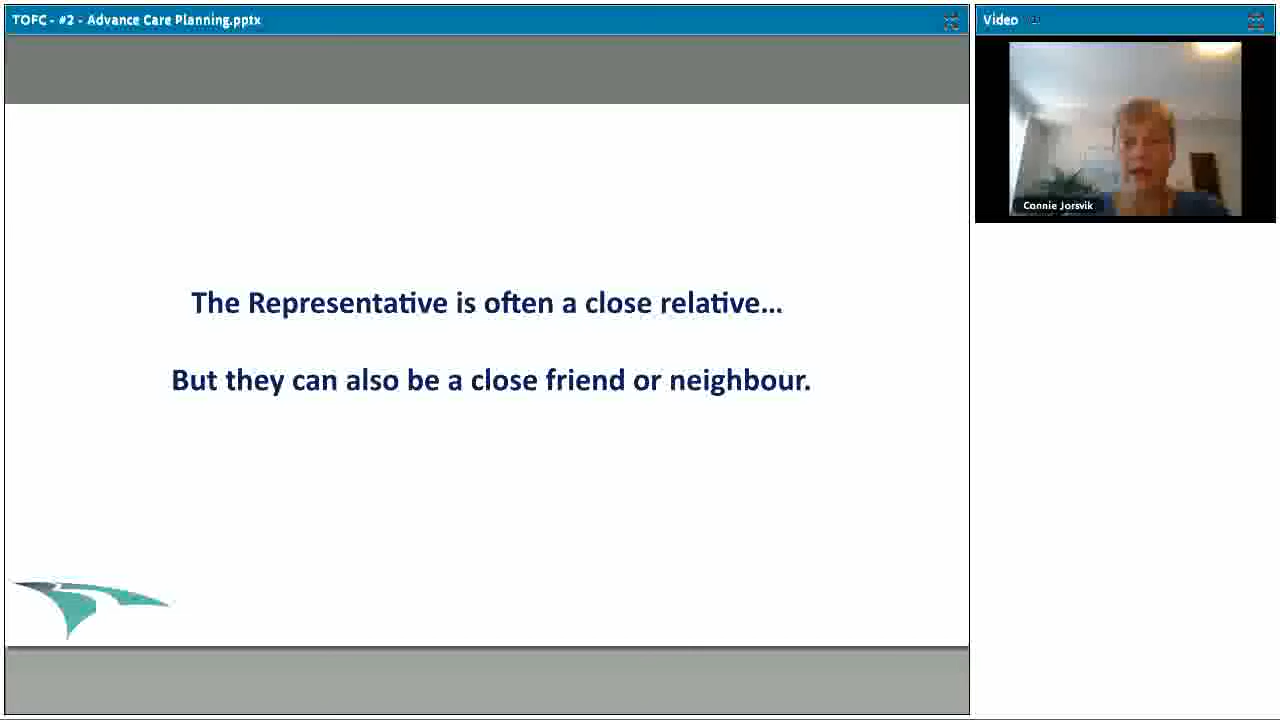 TOFC - #2 - Advance Care Planning.pptx
Video
The Representative is often a close relative...
But they can also be a close friend or neighbour.
Connie Jorsvik